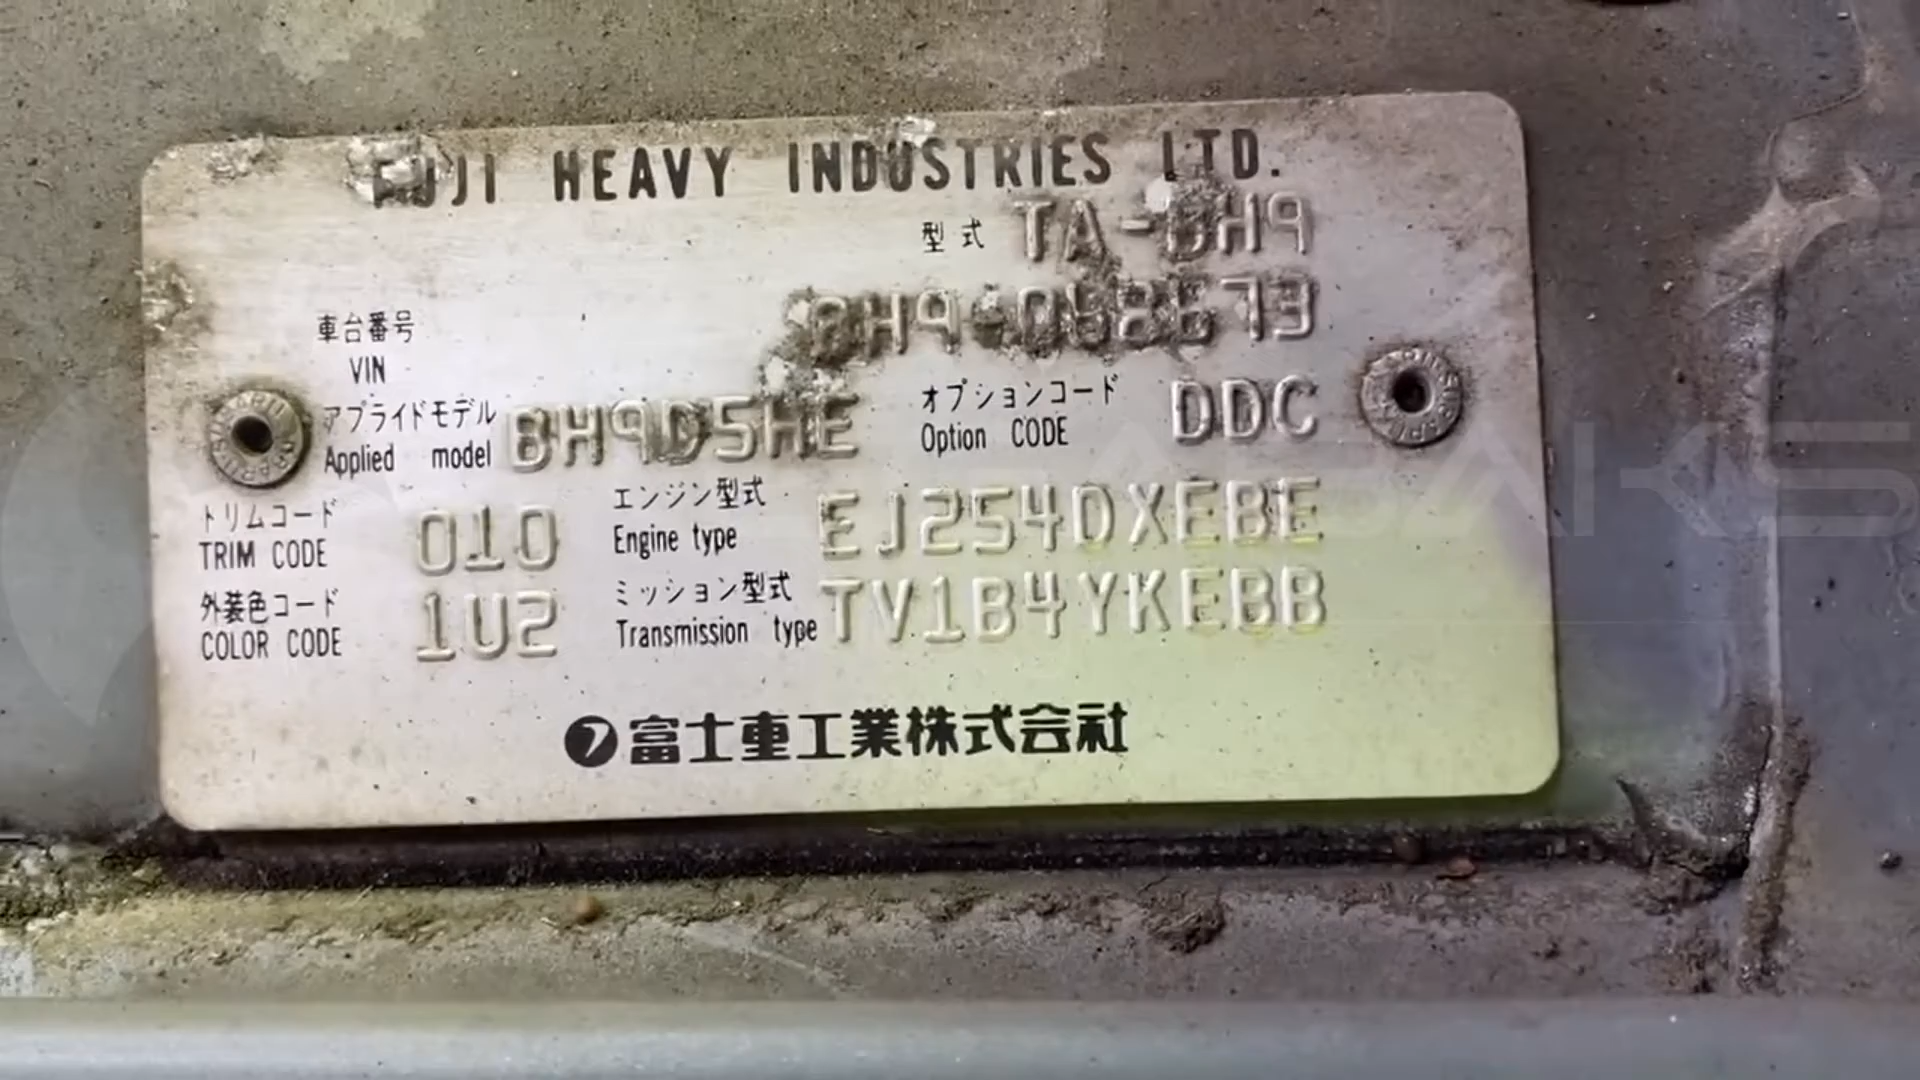 FUJI HEAVY INDUSTRIES LTD.
型式 TA-BH9
車台番号
VIN
アプライドモデル
Applied model BH9D5HE
オプションコード
Option CODE DDC
トリムコード
TRIM CODE 010
エンジン型式
Engine type EJ254DXEBE
外装色コード
COLOR CODE 1U2
ミッション型式
Transmission type TV1B4YKEBB
富士重工業株式会社